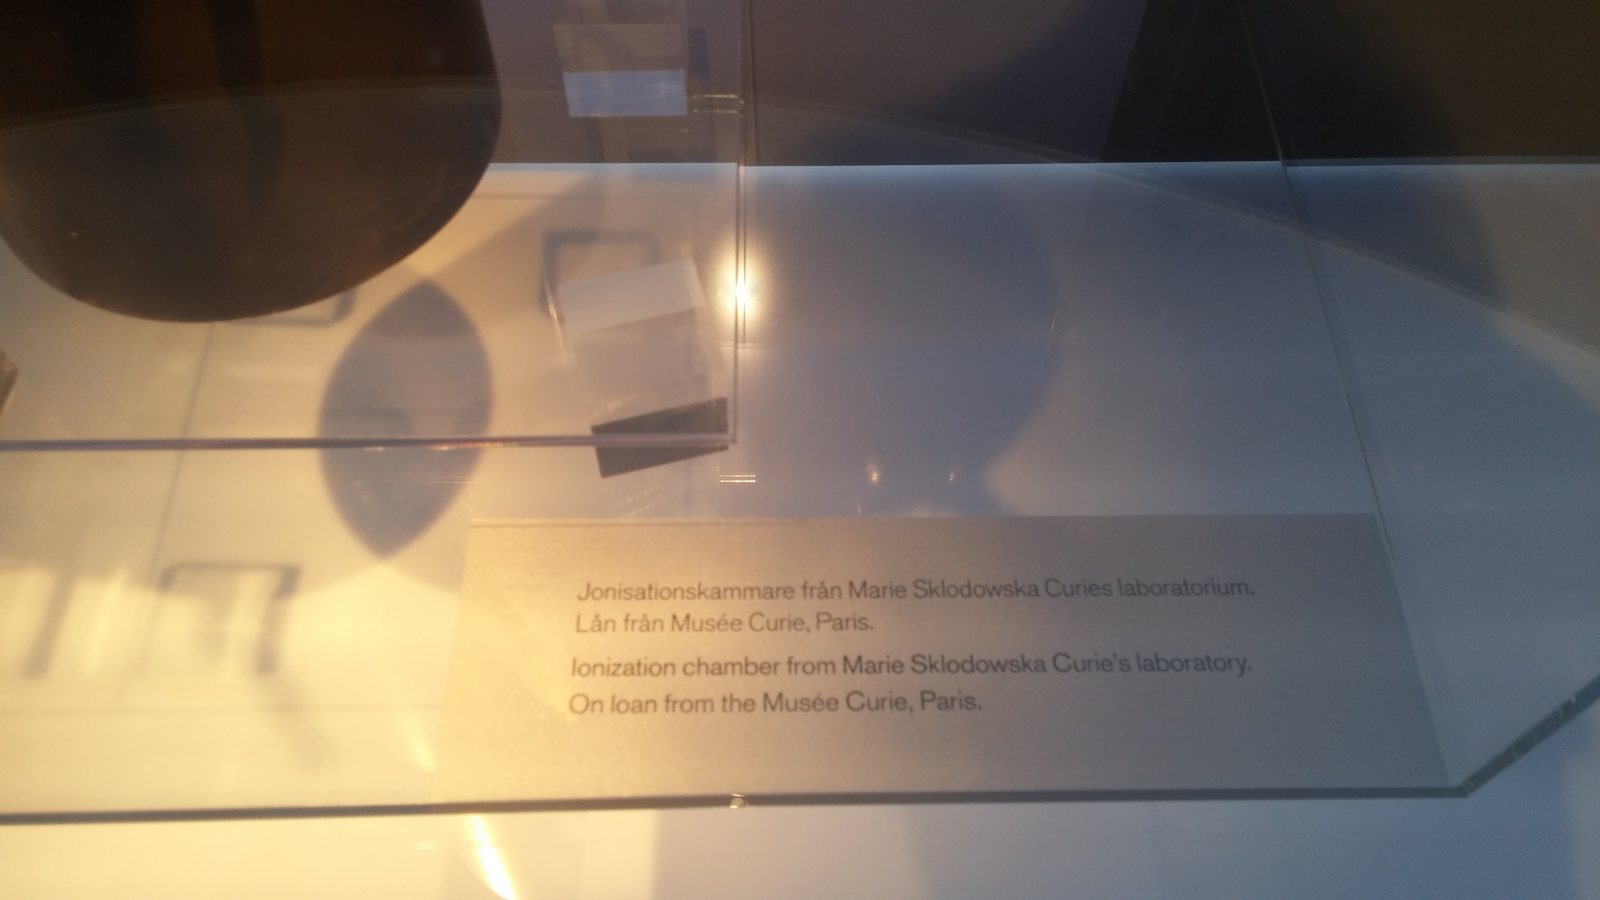 Jonisationskammare från Marie Sklodowska Curies laboratorium.
Lån från Musée Curie, Paris.
Ionization chamber from Marie Sklodowska Curie's laboratory.
On loan from the Musée Curie, Paris.